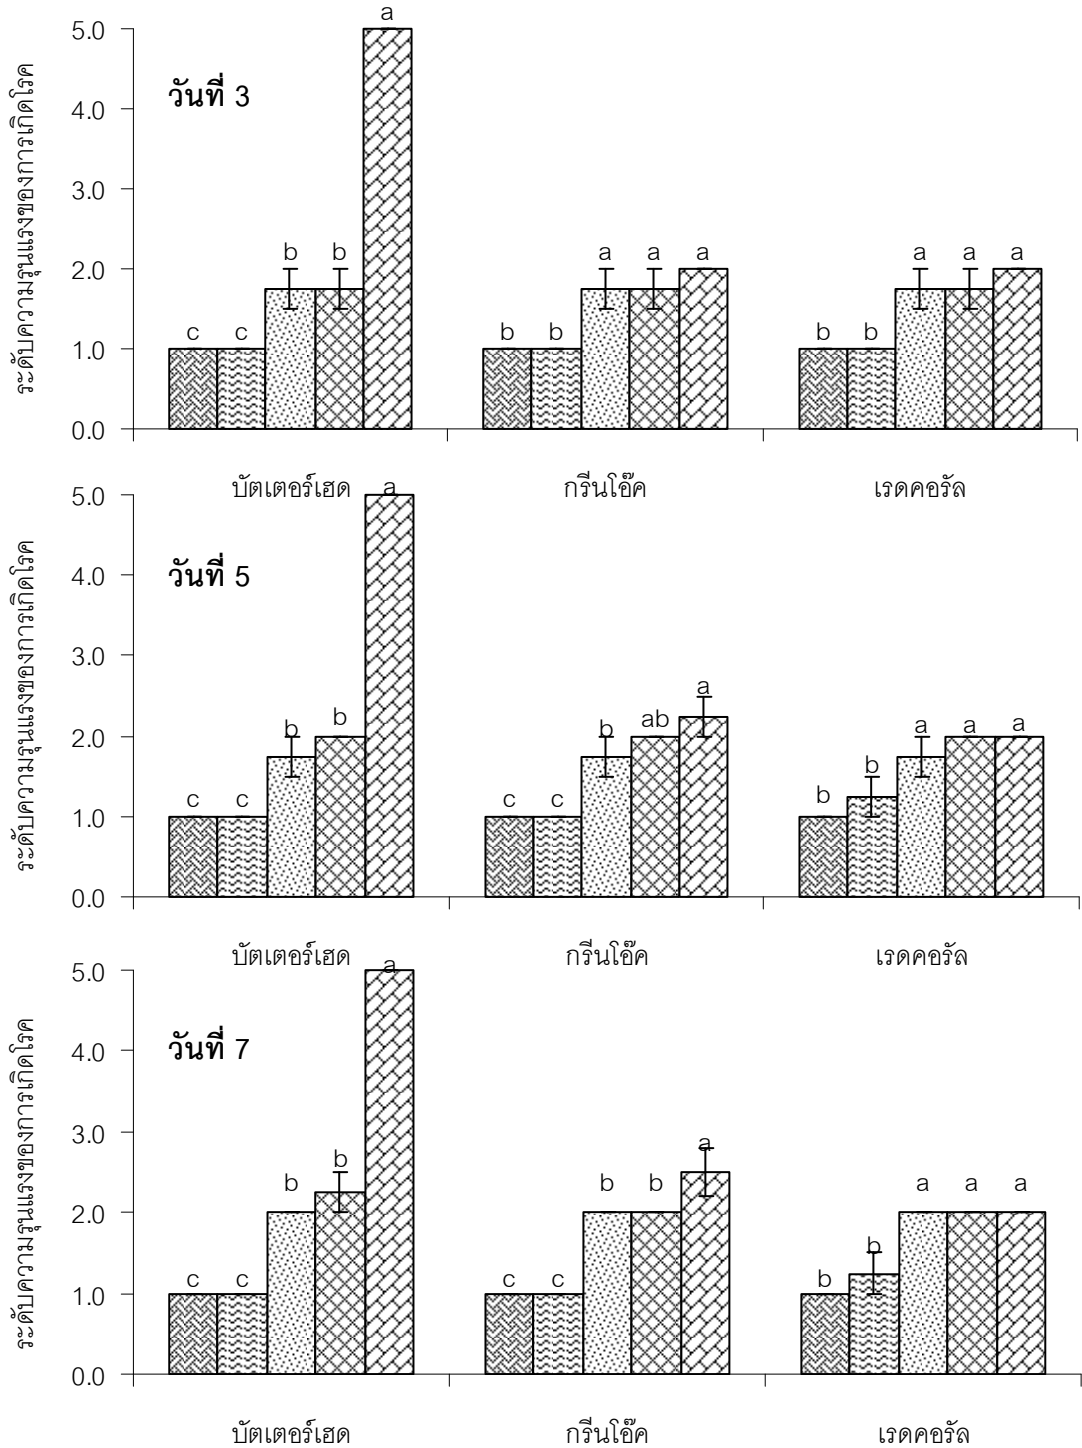 ระดับความรุนแรงของการเกิดโรค
5.0
4.0
3.0
2.0
1.0
0.0
วันที่ 3
c c b b a
b b a a a
b b a a a
บัตเตอร์เฮด กรีนโอ๊ค เรดคอรัล
ระดับความรุนแรงของการเกิดโรค
5.0
4.0
3.0
2.0
1.0
0.0
วันที่ 5
c c b b a
c c b ab a
b b a a a
บัตเตอร์เฮด กรีนโอ๊ค เรดคอรัล
ระดับความรุนแรงของการเกิดโรค
5.0
4.0
3.0
2.0
1.0
0.0
วันที่ 7
c c b b a
c c b b a
b b a a a
บัตเตอร์เฮด กรีนโอ๊ค เรดคอรัล